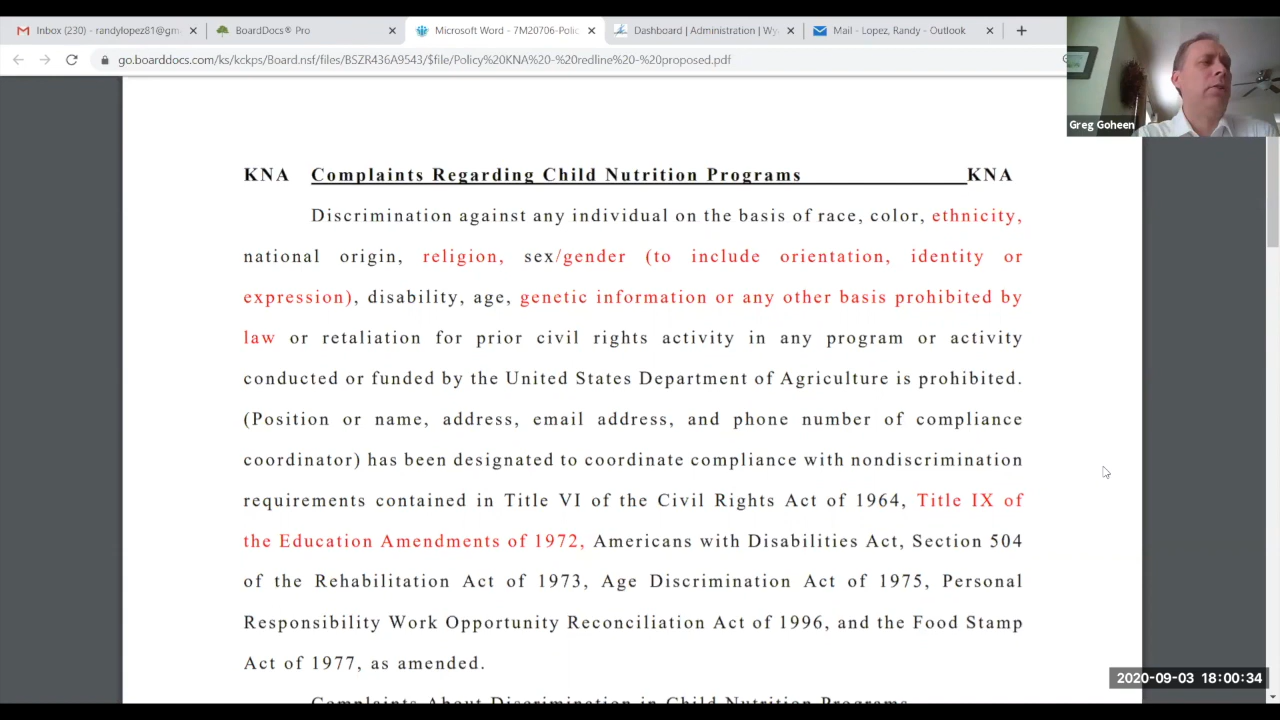 Inbox (230) - randylopez81@gm
BoardDocs® Pro
Microsoft Word - 7M20706-Polic
Dashboard | Administration | Wy
Mail - Lopez, Randy - Outlook
go.boarddocs.com/ks/kckps/Board.nsf/files/BSZR437A9543/$file/Policy%20KNA%20-%20redline%20-%20proposed.pdf
Greg Goheen
KNA Complaints Regarding Child Nutrition Programs KNA
Discrimination against any individual on the basis of race, color, ethnicity,
national origin, religion, sex/gender (to include orientation, identity or
expression), disability, age, genetic information or any other basis prohibited by
law or retaliation for prior civil rights activity in any program or activity
conducted or funded by the United States Department of Agriculture is prohibited.
(Position or name, address, email address, and phone number of compliance
coordinator) has been designated to coordinate compliance with nondiscrimination
requirements contained in Title VI of the Civil Rights Act of 1964, Title IX of
the Education Amendments of 1972, Americans with Disabilities Act, Section 504
of the Rehabilitation Act of 1973, Age Discrimination Act of 1975, Personal
Responsibility Work Opportunity Reconciliation Act of 1996, and the Food Stamp
Act of 1977, as amended.
Complaints About Discrimination in Child Nutrition Programs
2020-09-03 18:00:34